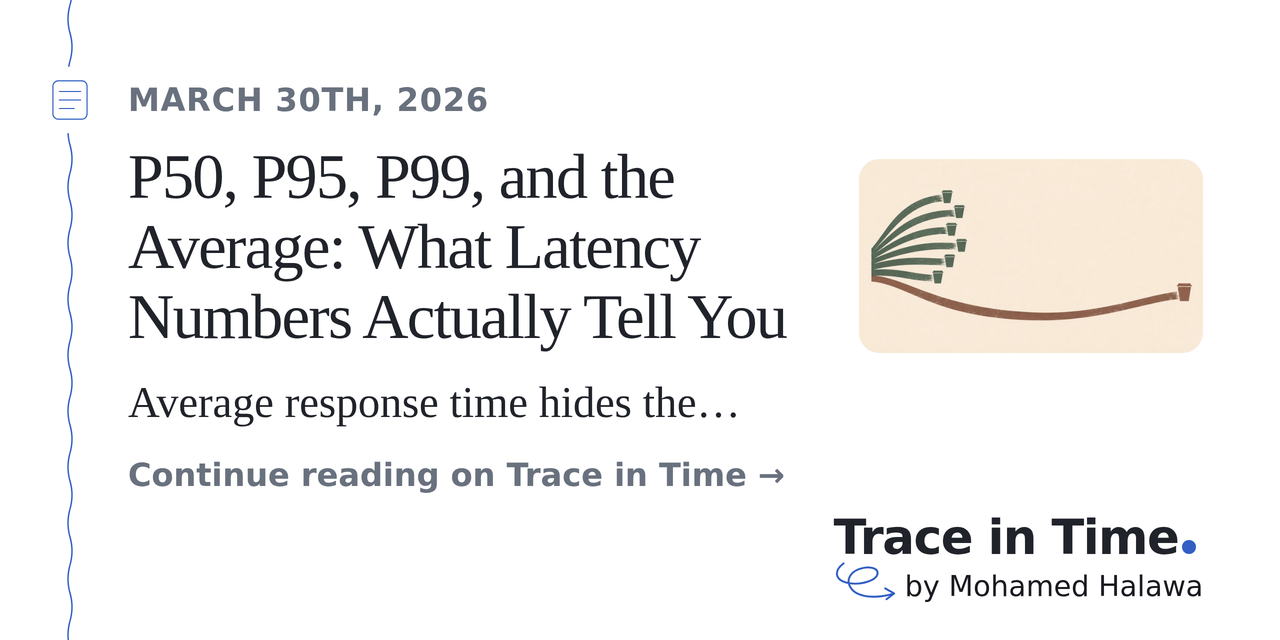 MARCH 30TH, 2026
P50, P95, P99, and the
Average: What Latency
Numbers Actually Tell You
Average response time hides the…
Continue reading on Trace in Time →
Trace in Time.
by Mohamed Halawa